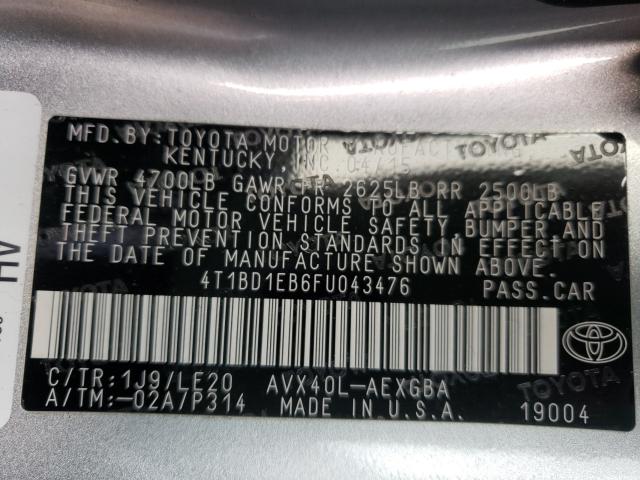 MFD. BY: TOYOTA MOTOR
KENTUCKY, INC. 04/15
GVWR 4700LB GAWR FR 2625LB RR 2500LB
THIS VEHICLE CONFORMS TO ALL APPLICABLE
FEDERAL MOTOR VEHICLE SAFETY, BUMPER AND
THEFT PREVENTION STANDARDS IN EFFECT ON
THE DATE OF MANUFACTURE SHOWN ABOVE.
4T1BD1EB6FU043476 PASS.CAR
C/TR:1J9/LE20 AVX40L-AEXGBA
A/TM:-02A7P314 MADE IN U.S.A. 19004
TOYOTA
HV